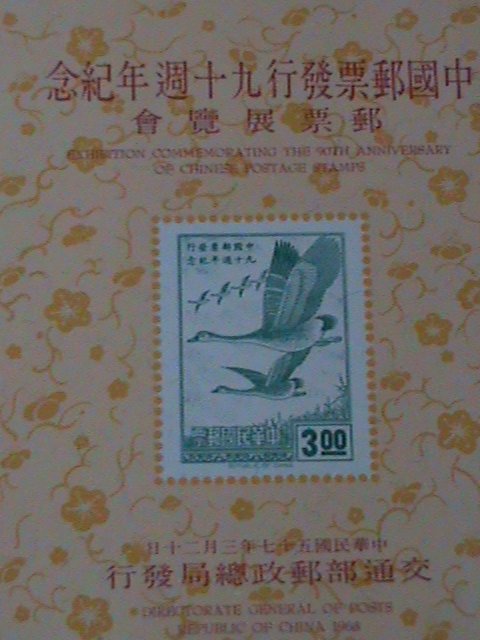 念紀年週十九行發票郵國中
會覽展票郵
EXHIBITION COMMEMORATING THE 90TH ANNIVERSARY
OF CHINESE POSTAGE STAMPS
行發票郵國中
念紀年週十九
票郵國民華中
3.00
REPUBLIC OF CHINA
日十二月三年七十五國民華中
行發局總政郵部通交
DIRECTORATE GENERAL OF POSTS
REPUBLIC OF CHINA 1968